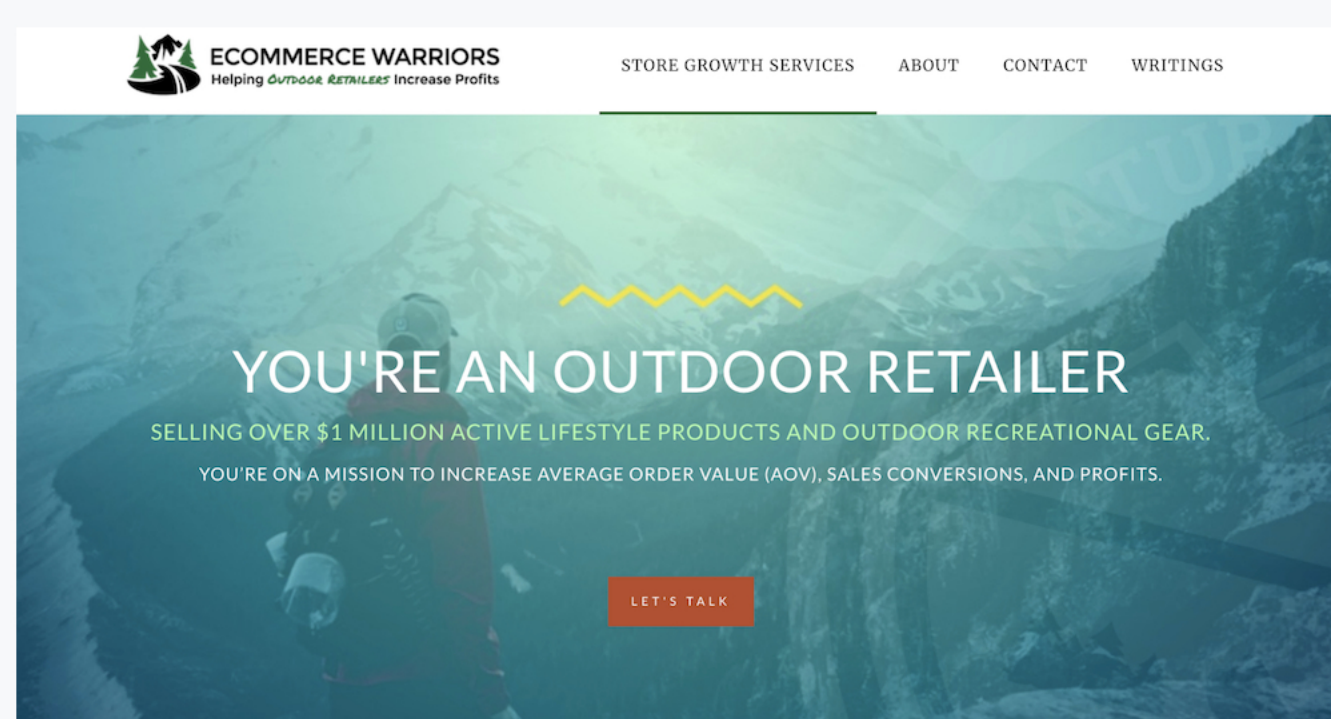 ECOMMERCE WARRIORS
Helping OUTDOOR RETAILERS Increase Profits
STORE GROWTH SERVICES ABOUT CONTACT WRITINGS
YOU'RE AN OUTDOOR RETAILER
SELLING OVER $1 MILLION ACTIVE LIFESTYLE PRODUCTS AND OUTDOOR RECREATIONAL GEAR.
YOU'RE ON A MISSION TO INCREASE AVERAGE ORDER VALUE (AOV), SALES CONVERSIONS, AND PROFITS.
LET'S TALK